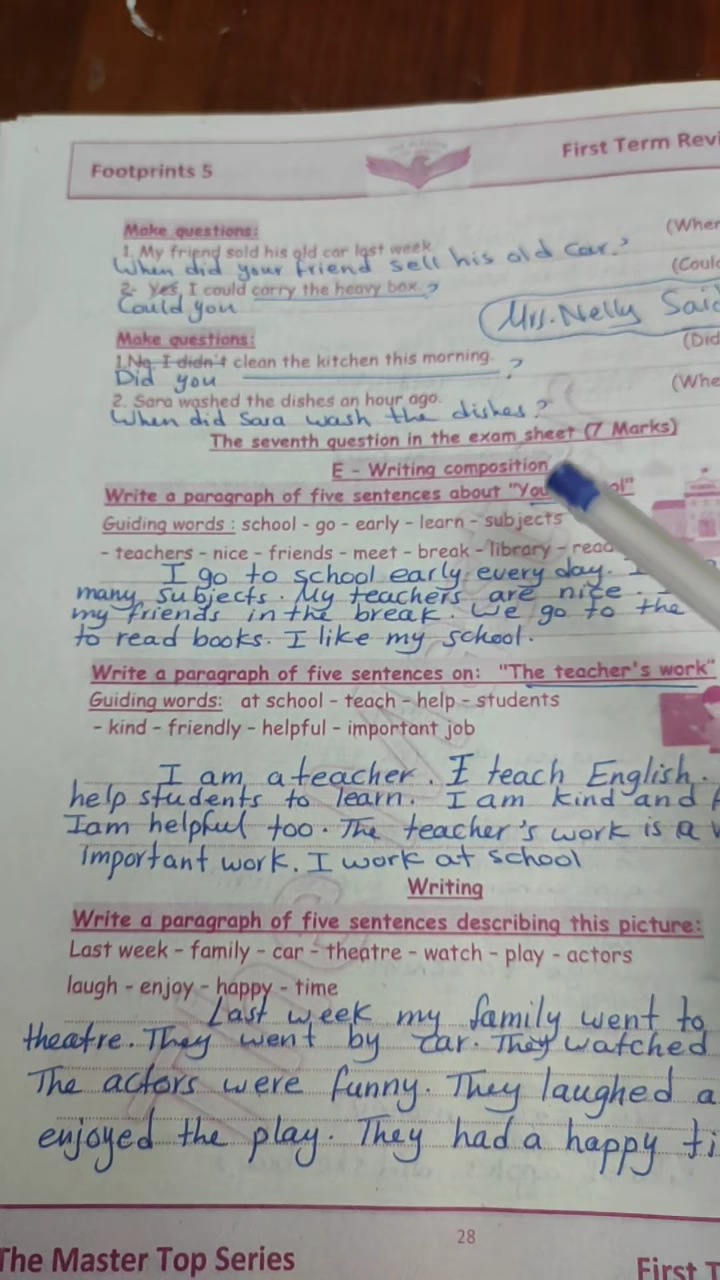 Footprints 5
First Term
Make questions:
1. My friend sold his old car last week
When did your friend sell his old car?
2- Yes, I could carry the heavy box.?
Could you
Mrs. Nelly
Make questions:
1. No, I didn't clean the kitchen this morning.
Did you ?
2. Sara washed the dishes an hour ago.
When did Sara wash the dishes?
The seventh question in the exam sheet (7 Marks)
E - Writing composition
Write a paragraph of five sentences about
Guiding words : school - go - early - learn - subjects
- teachers - nice - friends - meet - break - library -
I go to school early every day.
many subjects. My teachers are nice.
my friends in the break. We go to the
to read books. I like my school.
Write a paragraph of five sentences on: "The teacher's work"
Guiding words: at school - teach - help - students
- kind - friendly - helpful - important job
I am a teacher. I teach English.
help students to learn. I am kind and
I am helpful too. The teacher's work is a
important work. I work at school
Writing
Write a paragraph of five sentences describing this picture:
Last week - family - car - theatre - watch - play - actors
laugh - enjoy - happy - time
Last week my family went to
theatre. They went by car. They watched
The actors were funny. They laughed a
enjoyed the play. They had a happy
28
The Master Top Series
First